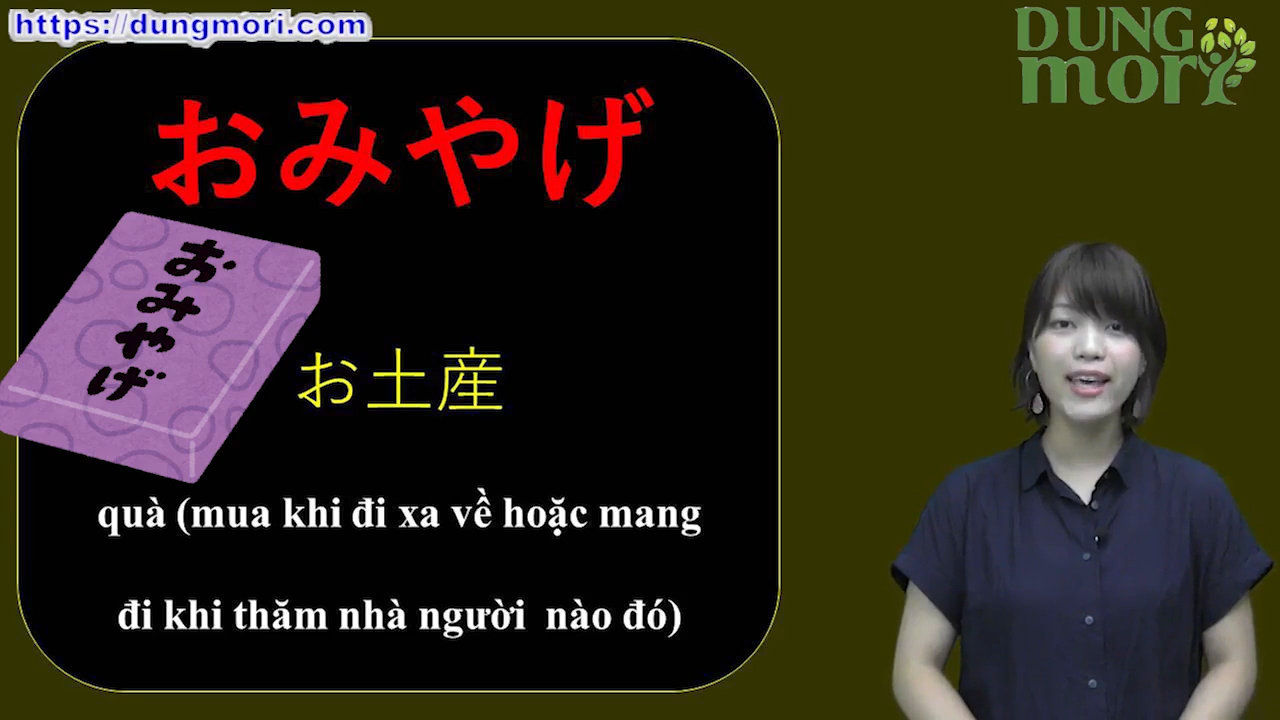 https://dungmori.com
DUNG
mori
おみやげ
おみやげ
お土産
quà (mua khi đi xa về hoặc mang
đi khi thăm nhà người nào đó)